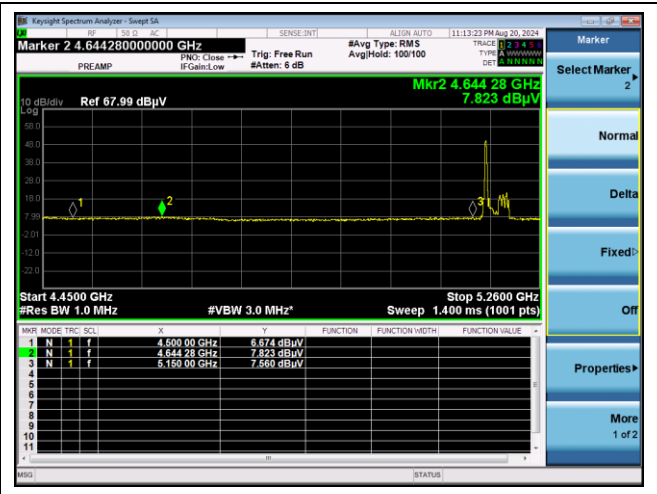 Keysight Spectrum Analyzer - Swept SA
RF 50 Ω AC SENSE:INT ALIGN AUTO 11:13:23 PM Aug 20, 2024
Marker 2 4.644280000000 GHz
PREAMP
PNO: Close
IFGain:Low
Trig: Free Run
#Atten: 6 dB
#Avg Type: RMS
Avg|Hold: 100/100
TRACE 1 2 3 4 5 6
TYPE A WWWWW
DET A N N N N N
Mkr2 4.644 28 GHz
7.823 dBµV
10 dB/div Ref 67.99 dBµV
Log
58.0
48.0
38.0
28.0
18.0
7.99
-2.01
-12.0
-22.0
1
2
3
Start 4.4500 GHz
Stop 5.2600 GHz
#Res BW 1.0 MHz #VBW 3.0 MHz* Sweep 1.400 ms (1001 pts)
MKR MODE TRC SCL X Y FUNCTION FUNCTION WIDTH FUNCTION VALUE
1 N 1 f 4.500 00 GHz 6.674 dBµV
2 N 1 f 4.644 28 GHz 7.823 dBµV
3 N 1 f 5.150 00 GHz 7.560 dBµV
4
5
6
7
8
9
10
11
MSG STATUS
Marker
Select Marker
2
Normal
Delta
Fixed
Off
Properties
More
1 of 2